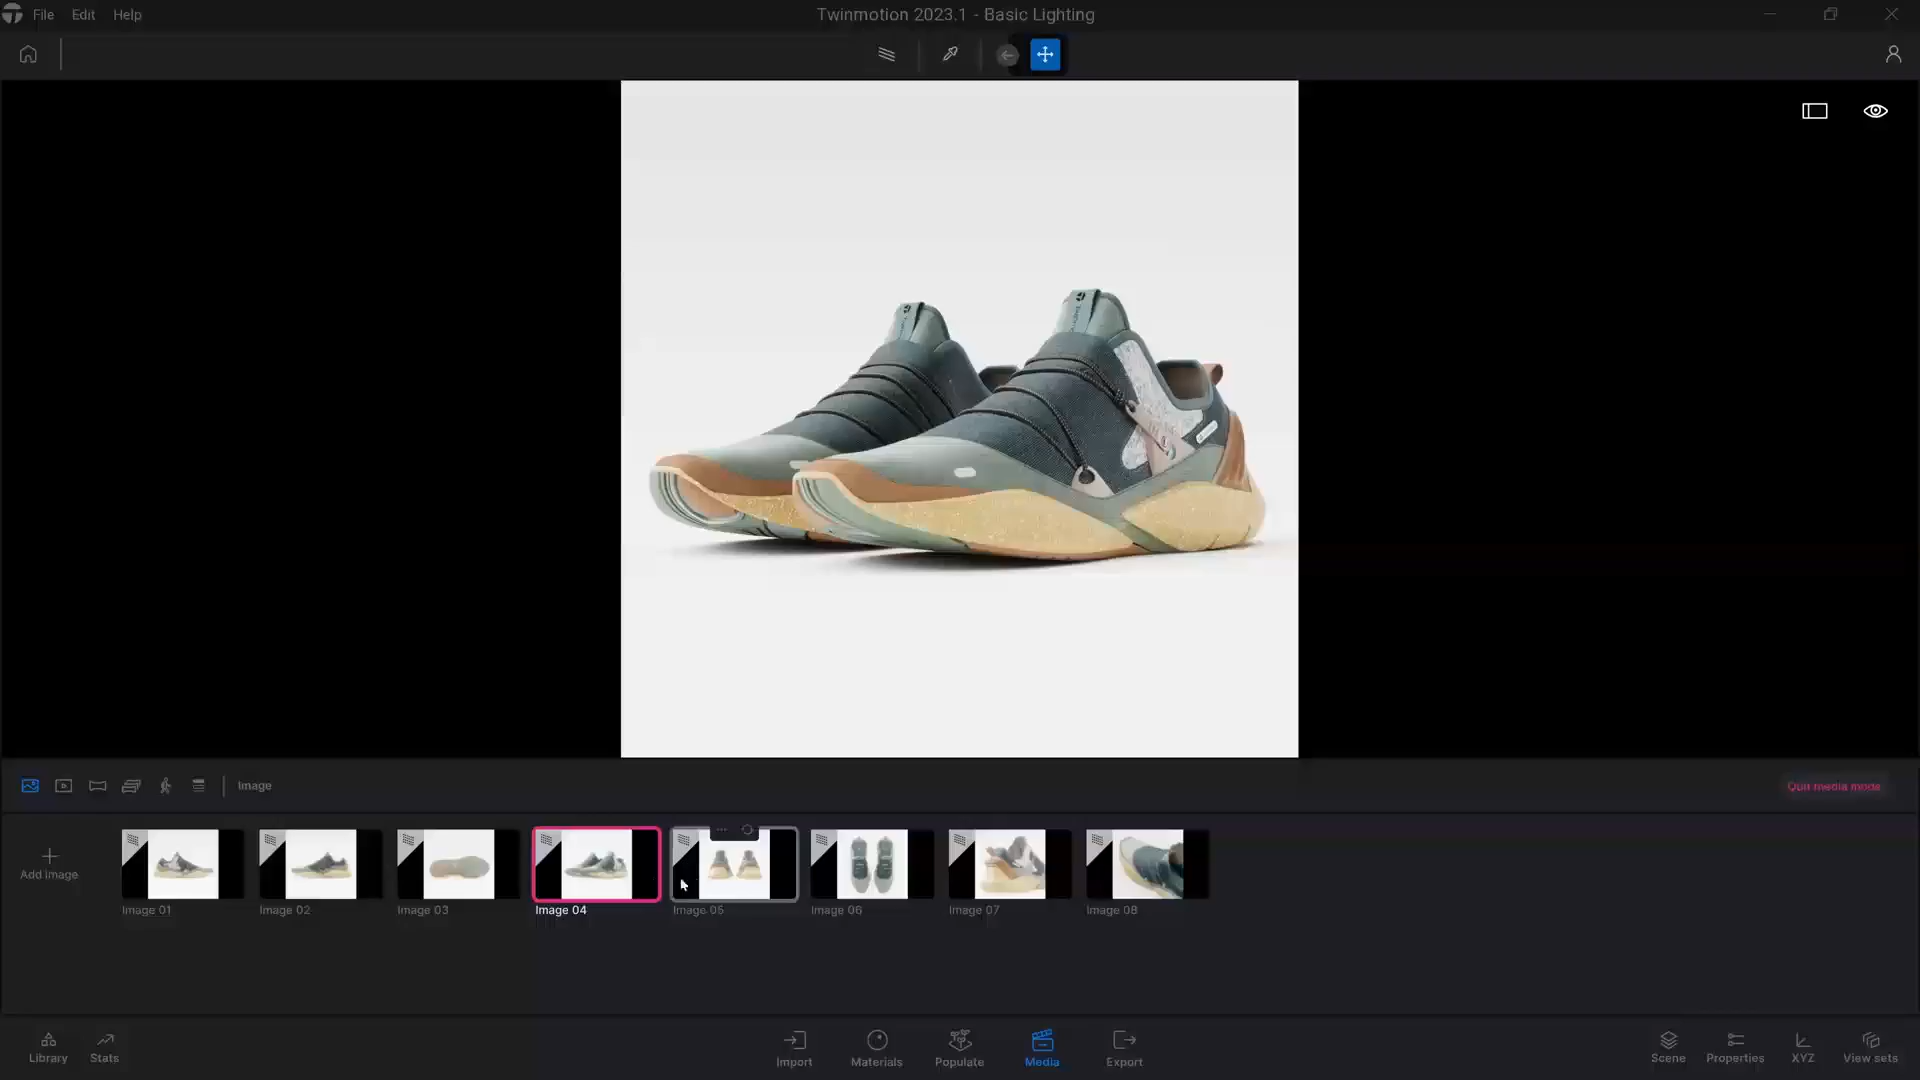 File Edit Help
Twinmotion 2023.1 - Basic Lighting
Image
Quit media mode
Add image
Image 01
Image 02
Image 03
Image 04
Image 05
Image 06
Image 07
Image 08
Library
Stats
Import
Materials
Populate
Media
Export
Scene
Properties
XYZ
View sets